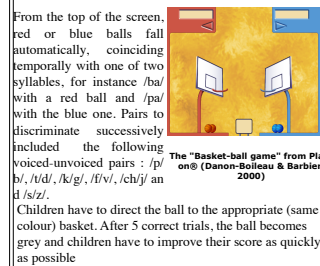 From the top of the screen,
red or blue balls fall
automatically, coinciding
temporally with one of two
syllables, for instance /ba/
with a red ball and /pa/
with the blue one. Pairs to
discriminate successively
included the following
voiced-unvoiced pairs : /p/
b/, /t/d/, /k/g/, /f/v/, /ch/j/ an
d /s/z/.
The "Basket-ball game" from Pla
on® (Danon-Boileau & Barbier
2000)
Children have to direct the ball to the appropriate (same
colour) basket. After 5 correct trials, the ball becomes
grey and children have to improve their score as quickly
as possible